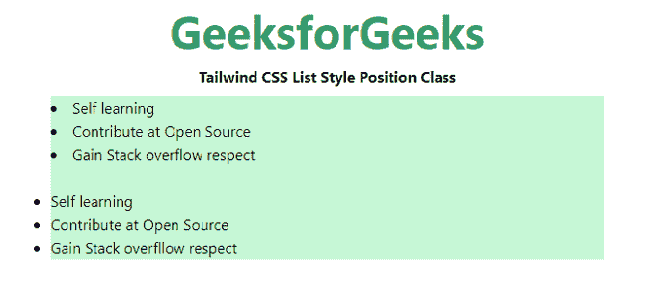 GeeksforGeeks
Tailwind CSS List Style Position Class
• Self learning
• Contribute at Open Source
• Gain Stack overflow respect
• Self learning
• Contribute at Open Source
• Gain Stack overfllow respect